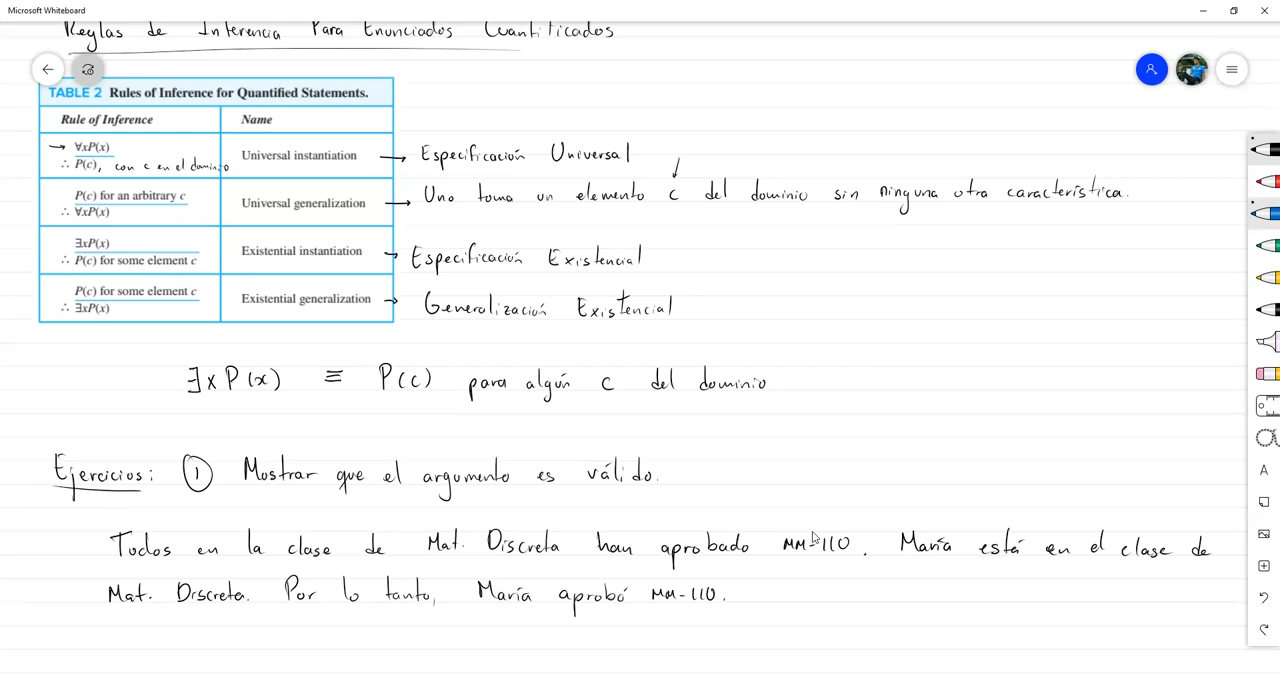 Microsoft Whiteboard
Reglas de Inferencia Para Enunciados Cuantificados
TABLE 2 Rules of Inference for Quantified Statements.
Rule of Inference Name
→ ∀xP(x)
∴ P(c), con c en el dominio
Universal instantiation → Especificación Universal
P(c) for an arbitrary c
∴ ∀xP(x)
Universal generalization → Uno toma un elemento c del dominio sin ninguna otra característica.
∃xP(x)
∴ P(c) for some element c
Existential instantiation → Especificación Existencial
P(c) for some element c
∴ ∃xP(x)
Existential generalization → Generalización Existencial
∃x P(x) ≡ P(c) para algún c del dominio
Ejercicios: ① Mostrar que el argumento es válido.
Todos en la clase de Mat. Discreta han aprobado MM-110. María está en el clase de
Mat. Discreta. Por lo tanto, María aprobó MM-110.
A